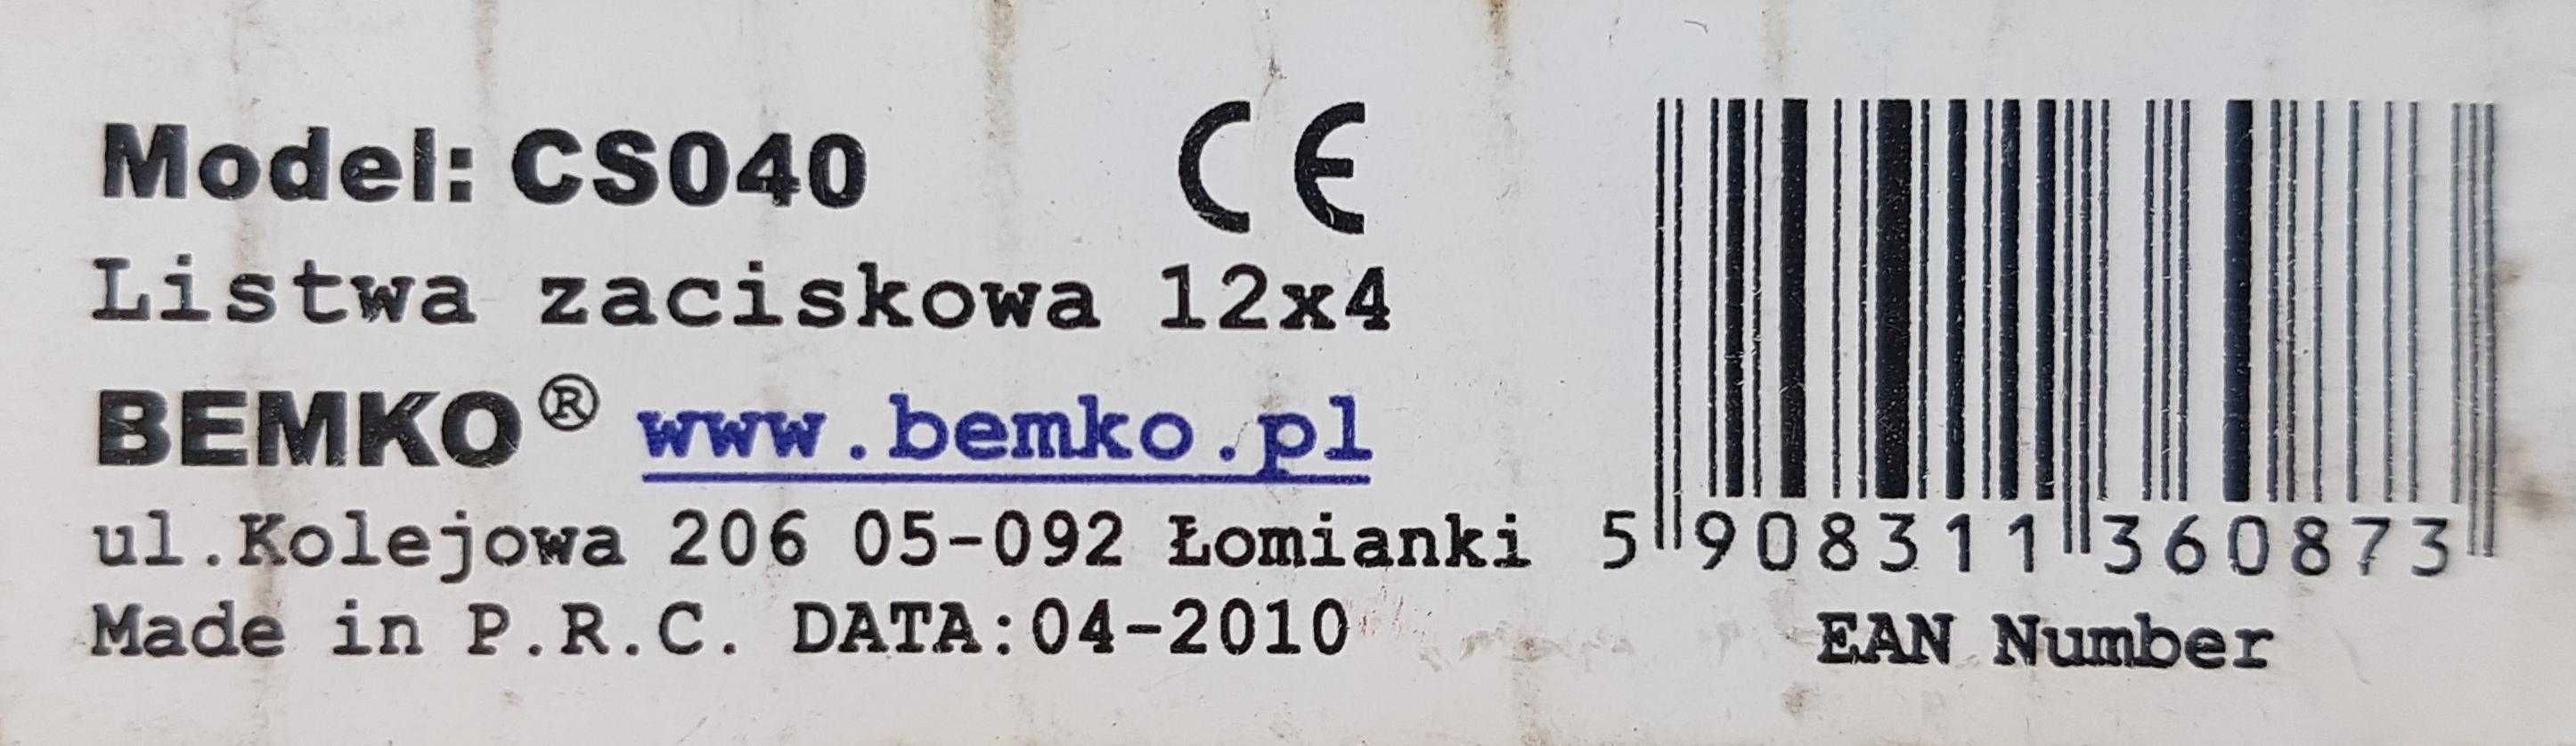 Model: CS040 CE
Listwa zaciskowa 12x4
BEMKO® www.bemko.pl
ul.Kolejowa 206 05-092 Łomianki
Made in P.R.C. DATA:04-2010
5 908311 360873
EAN Number